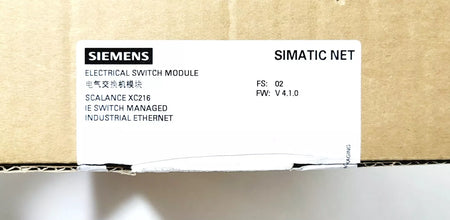 SIEMENS
SIMATIC NET
ELECTRICAL SWITCH MODULE
电气交换机模块
SCALANCE XC216
IE SWITCH MANAGED
INDUSTRIAL ETHERNET
FS: 02
FW: V 4.1.0